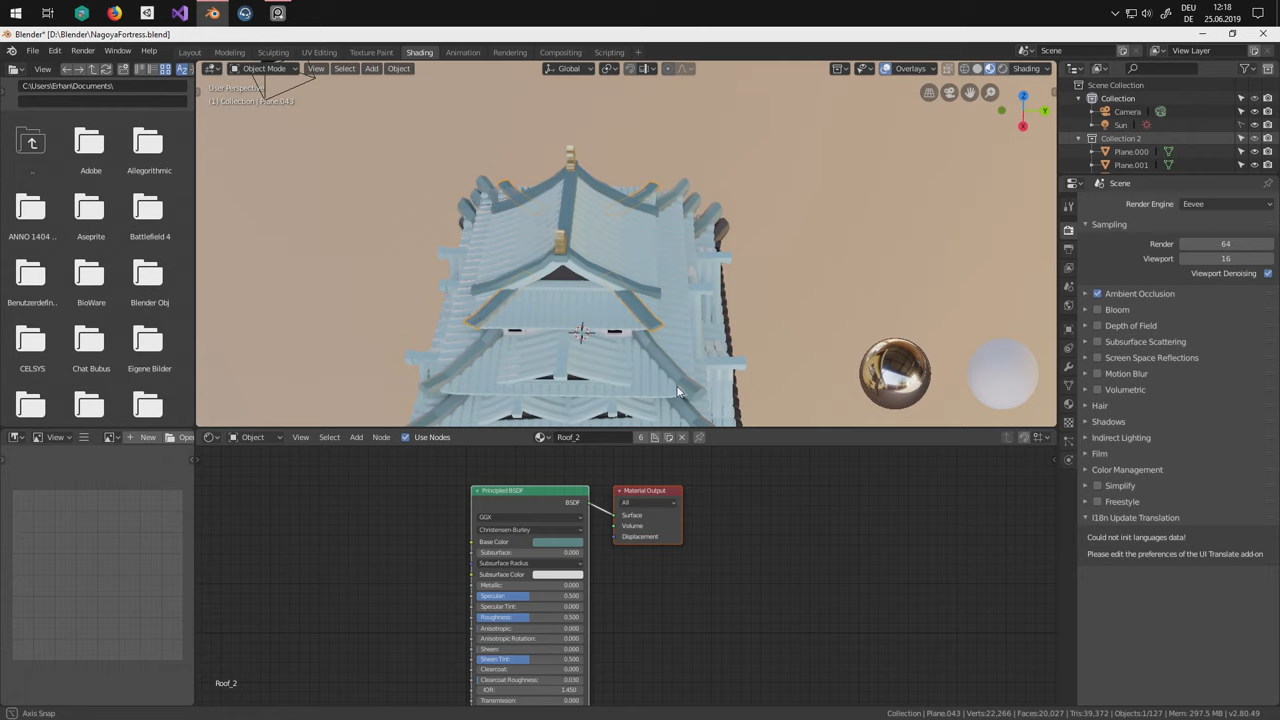 DEU
12:18
DE
25.06.2019
Blender* [D:\Blender\NagoyaFortress.blend]
File Edit Render Window Help
Layout Modeling Sculpting UV Editing Texture Paint Shading Animation Rendering Compositing Scripting +
Scene
View Layer
View
Object Mode View Select Add Object
Global
Overlays
Shading
C:\Users\Erhan\Documents\
User Perspective
(1) Collection | Plane.043
Z
Y
X
Scene Collection
Collection
Camera
Sun
Collection 2
Plane.000
Plane.001
..
Adobe
Allegorithmic
ANNO 1404 ..
Aseprite
Battlefield 4
Benutzerdefin..
BioWare
Blender Obj
CELSYS
Chat Bubus
Eigene Bilder
Scene
Render Engine Eevee
Sampling
Render 64
Viewport 16
Viewport Denoising
Ambient Occlusion
Bloom
Depth of Field
Subsurface Scattering
Screen Space Reflections
Motion Blur
Volumetric
Hair
Shadows
Indirect Lighting
Film
Color Management
Simplify
Freestyle
I18n Update Translation
Could not init languages data!
Please edit the preferences of the UI Translate add-on
View
New
Open
Object
View Select Add Node
Use Nodes
Roof_2
6
Principled BSDF
BSDF
GGX
Christensen-Burley
Base Color
Subsurface: 0.000
Subsurface Radius
Subsurface Color
Metallic: 0.000
Specular: 0.500
Specular Tint: 0.000
Roughness: 0.500
Anisotropic: 0.000
Anisotropic Rotation: 0.000
Sheen: 0.000
Sheen Tint: 0.500
Clearcoat: 0.000
Clearcoat Roughness: 0.030
IOR: 1.450
Transmission: 0.000
Material Output
All
Surface
Volume
Displacement
Roof_2
Axis Snap
Collection | Plane.043 | Verts:22,266 | Faces:20,027 | Tris:39,372 | Objects:1/127 | Mem: 297.5 MB | v2.80.49